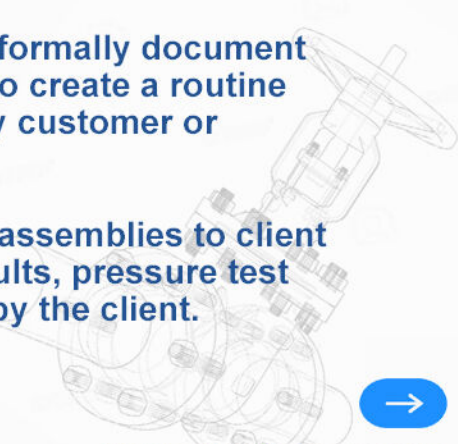 formally document
o create a routine
y customer or
assemblies to client
ults, pressure test
by the client.